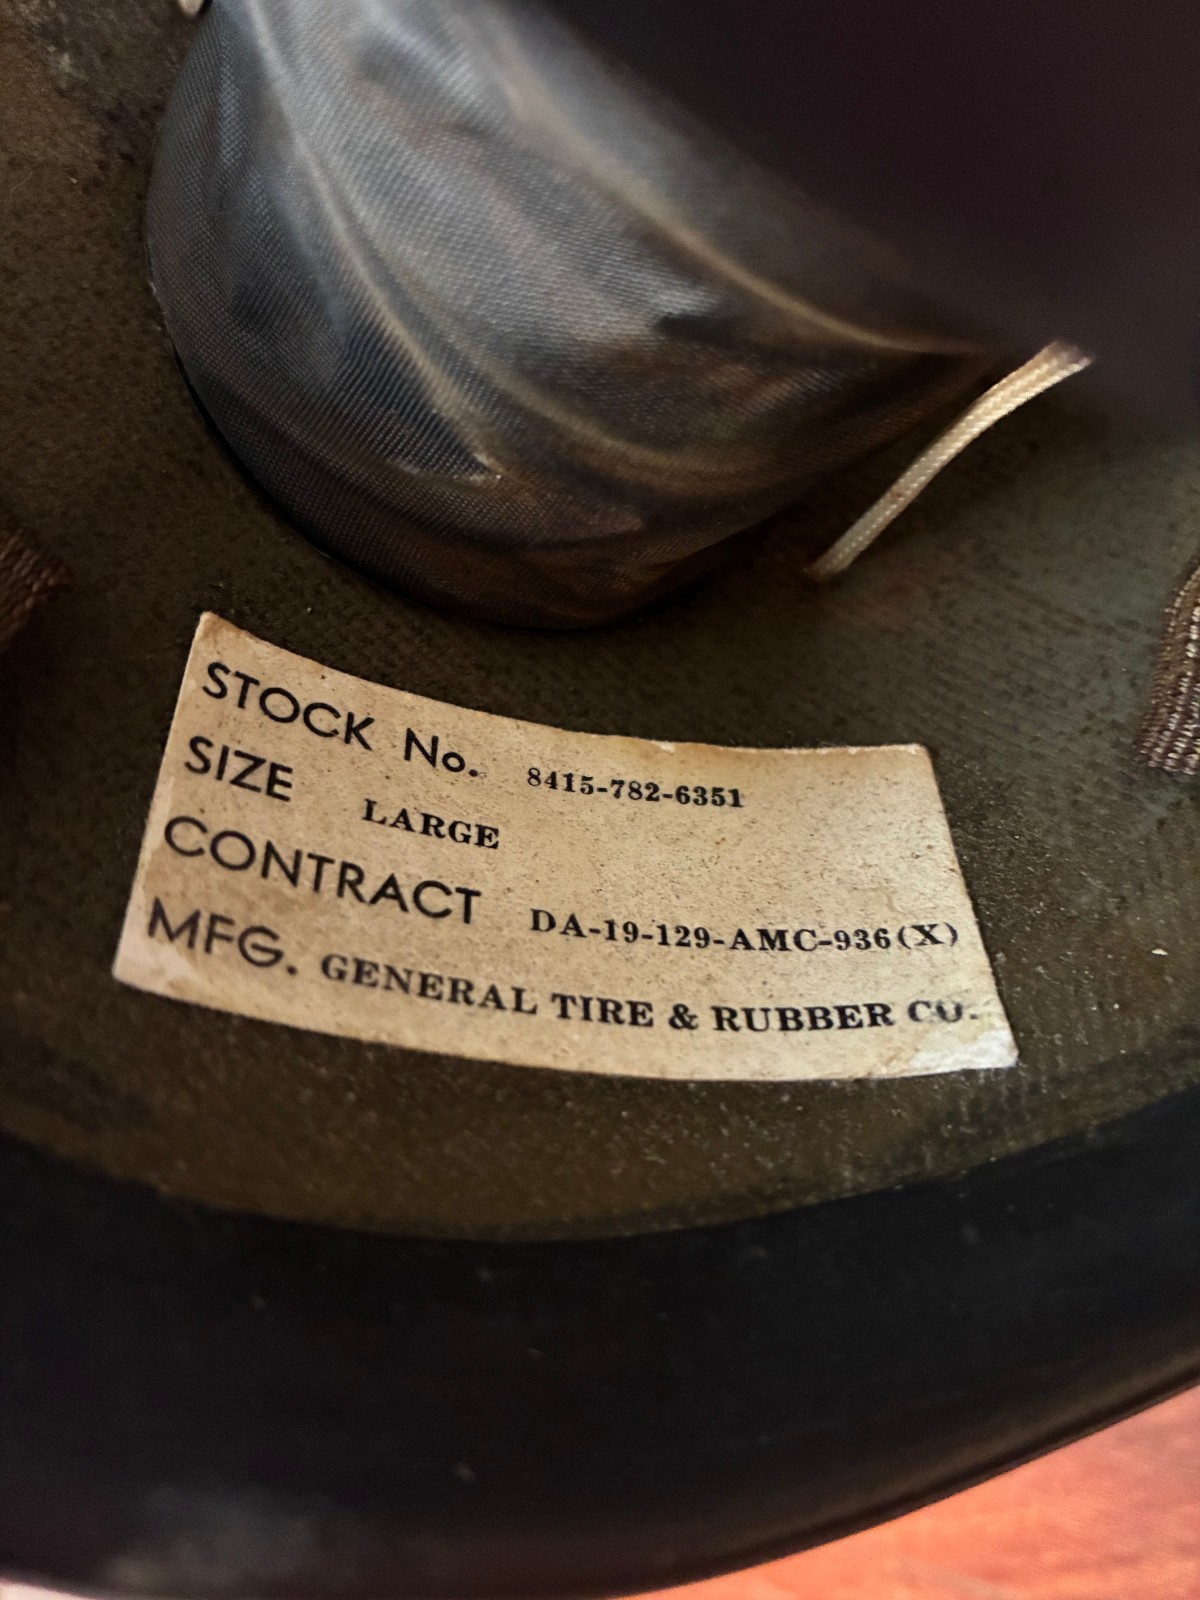 STOCK No. 8415-782-6351
SIZE LARGE
CONTRACT DA-19-129-AMC-936(X)
MFG. GENERAL TIRE & RUBBER CO.